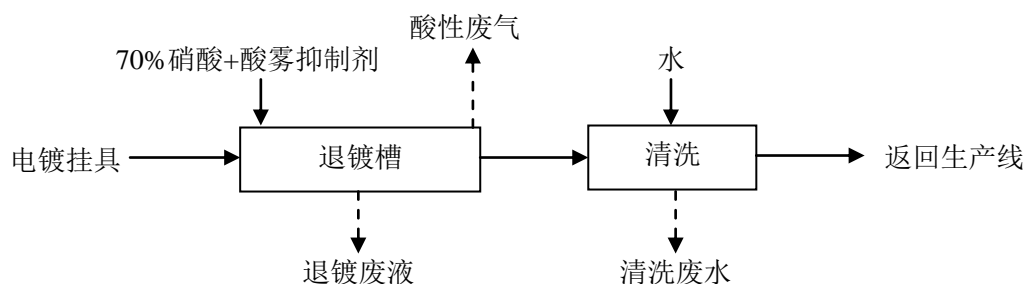 酸性废气
70%硝酸+酸雾抑制剂
水
电镀挂具
退镀槽
清洗
返回生产线
退镀废液
清洗废水